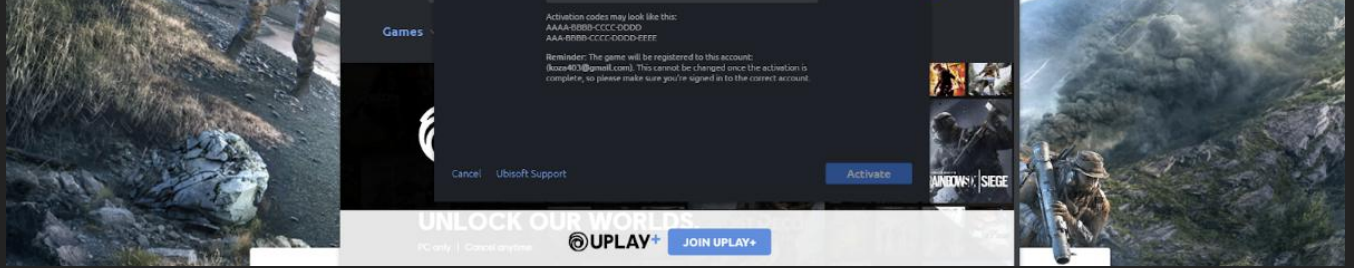 Activation codes may look like this:
AAAA-BBBB-CCCC-DDDD
AAA-BBBB-CCCC-DDDD-EEEE
Games
Reminder: The game will be registered to this account:
(koza403@gmail.com). This cannot be changed once the activation is
complete, so please make sure you're signed in to the correct account.
Cancel Ubisoft Support Activate
SIEGE
UNLOCK OUR WORLDS
PC only | Cancel anytime
UPLAY+ JOIN UPLAY+